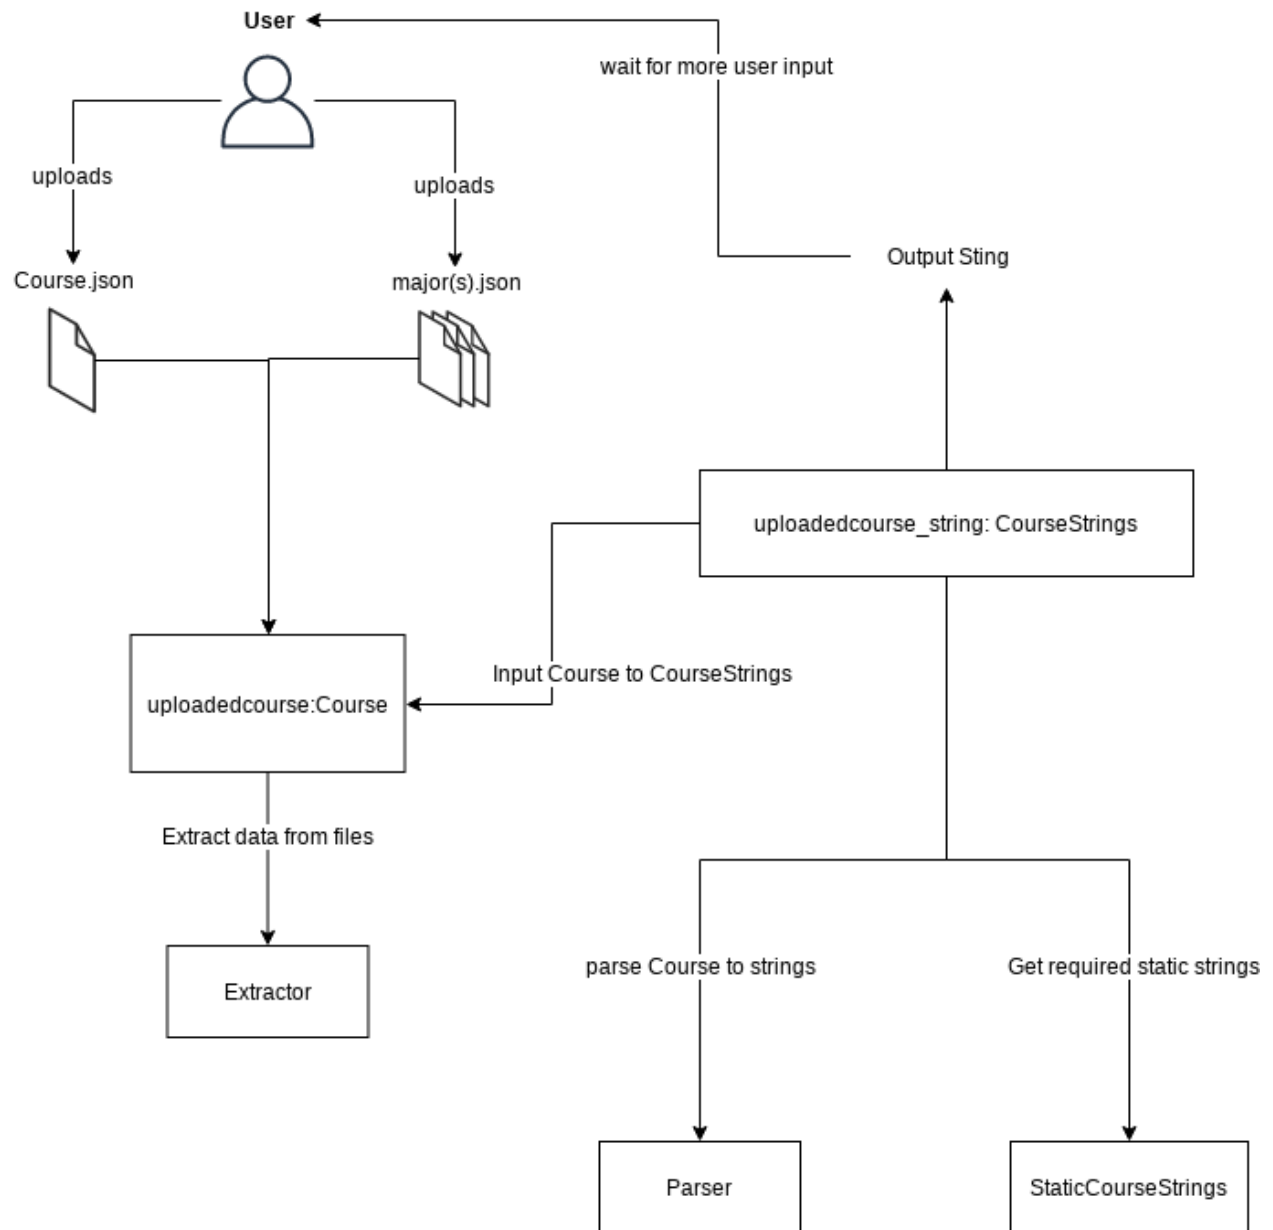 User
wait for more user input
uploads
uploads
Output Sting
Course.json
major(s).json
uploadedcourse_string: CourseStrings
Input Course to CourseStrings
uploadedcourse:Course
Extract data from files
parse Course to strings
Get required static strings
Extractor
Parser
StaticCourseStrings